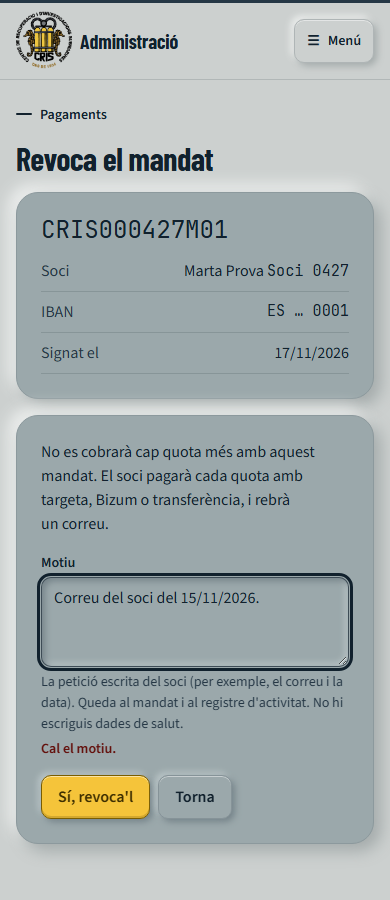 CRIS
Administració
☰ Menú
— Pagaments
Revoca el mandat
CRIS000427M01
Soci Marta Prova Soci 0427
IBAN ES … 0001
Signat el 17/11/2026
No es cobrarà cap quota més amb aquest
mandat. El soci pagarà cada quota amb
targeta, Bizum o transferència, i rebrà
un correu.
Motiu
Correu del soci del 15/11/2026.
La petició escrita del soci (per exemple, el correu i la
data). Queda al mandat i al registre d'activitat. No hi
escriguis dades de salut.
Cal el motiu.
Sí, revoca'l Torna